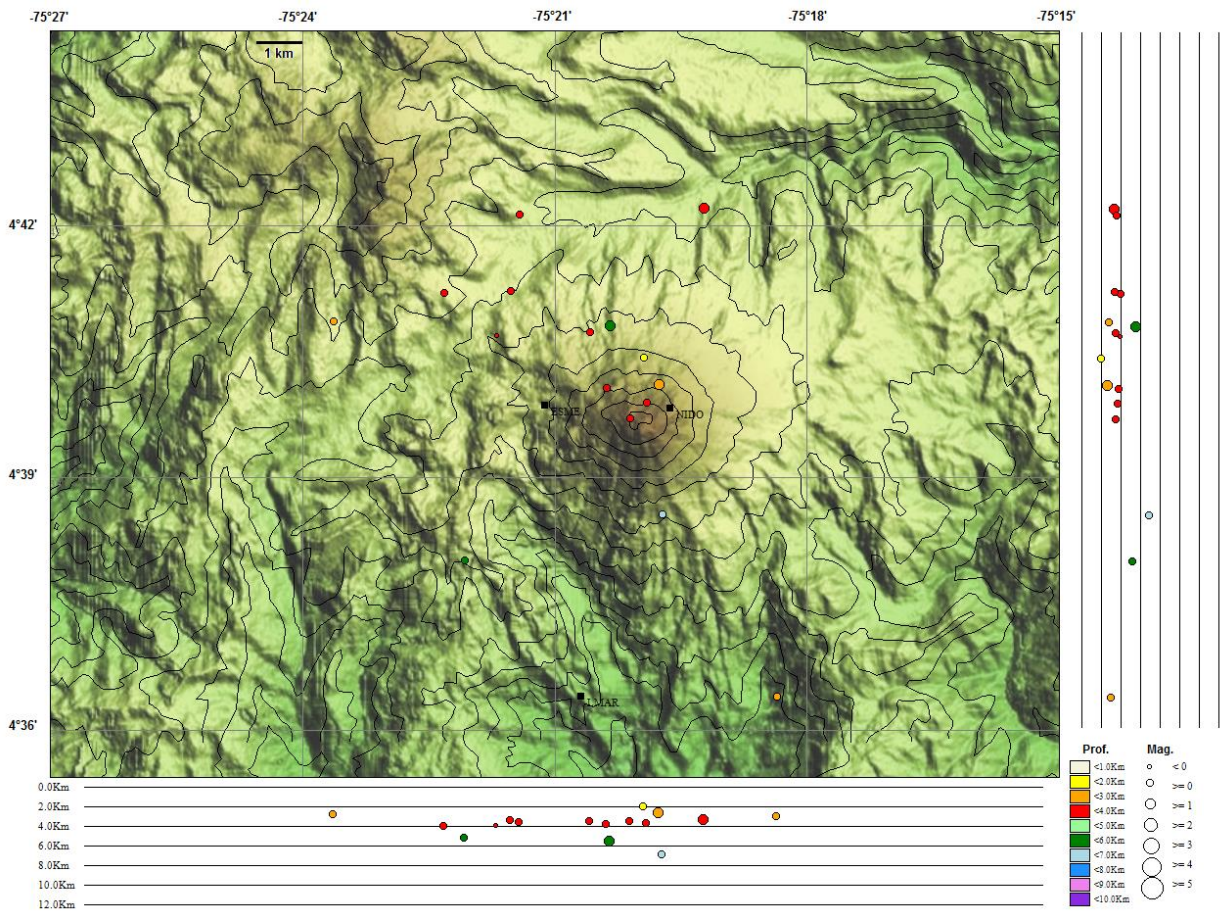 -75°27' -75°24' -75°21' -75°18' -75°15'
1 km
4°42'
ESME
NIDO
4°39'
LMAR
4°36'
Prof. Mag.
<1.0Km < 0
<2.0Km >= 0
<3.0Km >= 1
<4.0Km >= 2
<5.0Km >= 3
<6.0Km >= 4
<7.0Km >= 5
<8.0Km
<9.0Km
<10.0Km
0.0Km
2.0Km
4.0Km
6.0Km
8.0Km
10.0Km
12.0Km